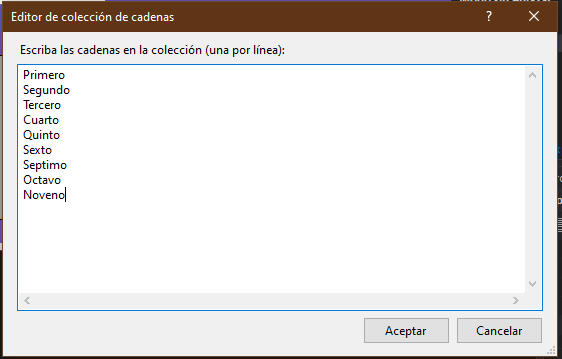 Editor de colección de cadenas
Escriba las cadenas en la colección (una por línea):
Primero
Segundo
Tercero
Cuarto
Quinto
Sexto
Septimo
Octavo
Noveno
Aceptar
Cancelar